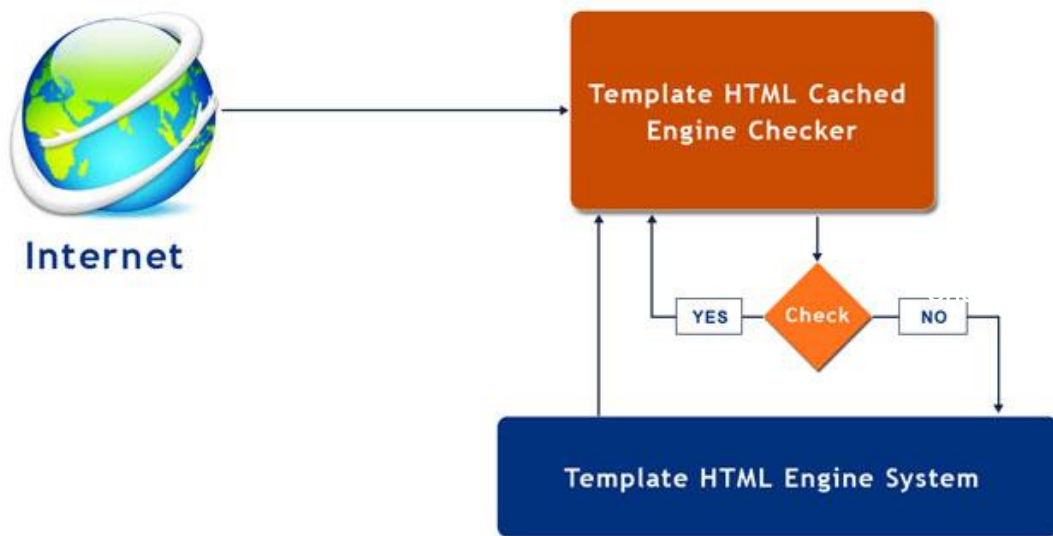 Template HTML Cached
Engine Checker
Internet
YES
Check
NO
Template HTML Engine System